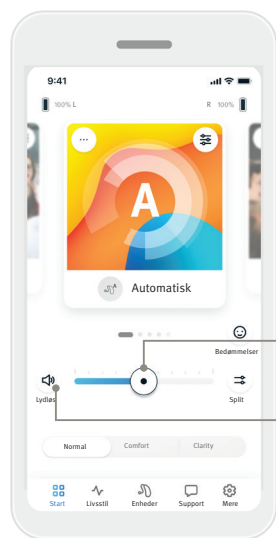 9:41
100% L
R 100%
A
Automatisk
Bedømmelser
Lydløs
Split
Normal Comfort Clarity
Start Livsstil Enheder Support Mere